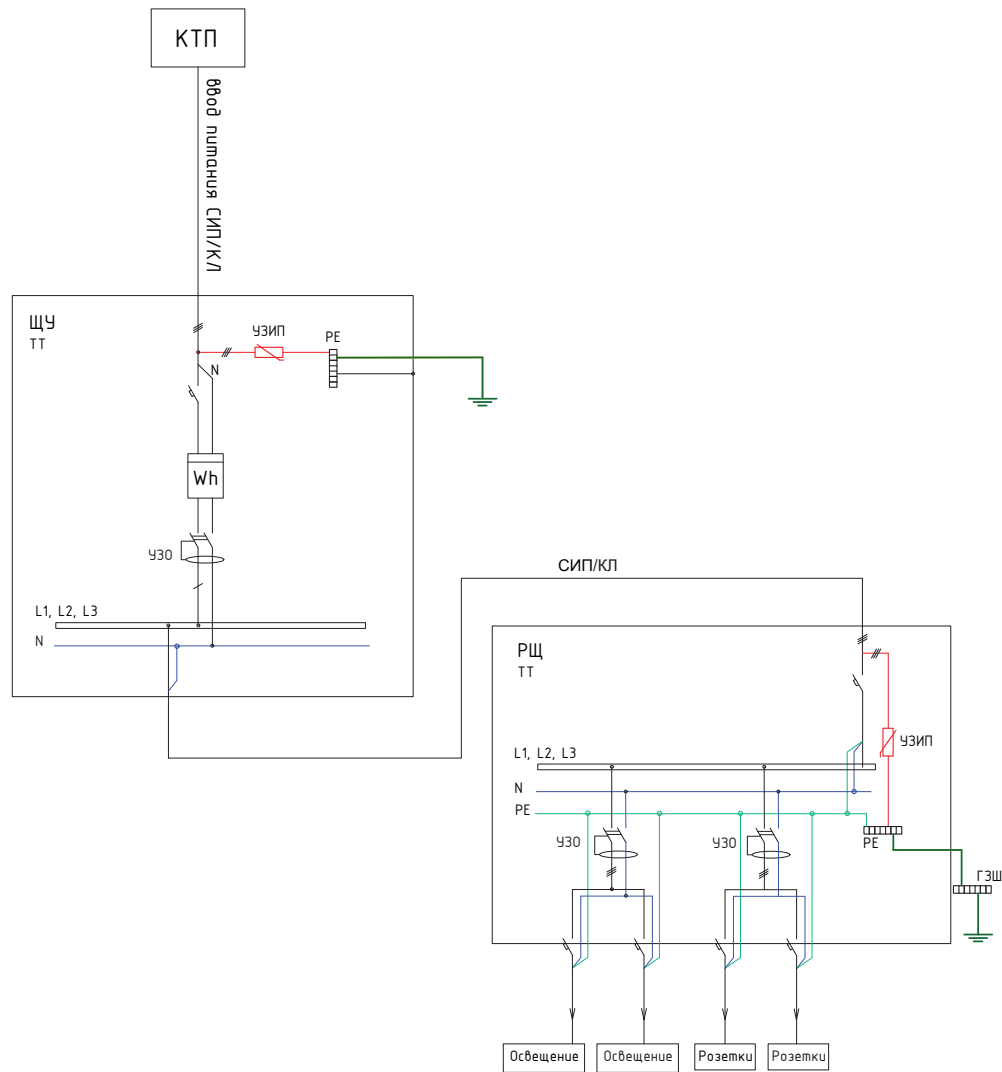 КТП
ввод питания СИП/КЛ
ЩУ
ТТ
УЗИП
PE
N
Wh
УЗО
L1, L2, L3
N
СИП/КЛ
РЩ
ТТ
УЗИП
L1, L2, L3
N
PE
УЗО
УЗО
PE
ГЗШ
Освещение
Освещение
Розетки
Розетки